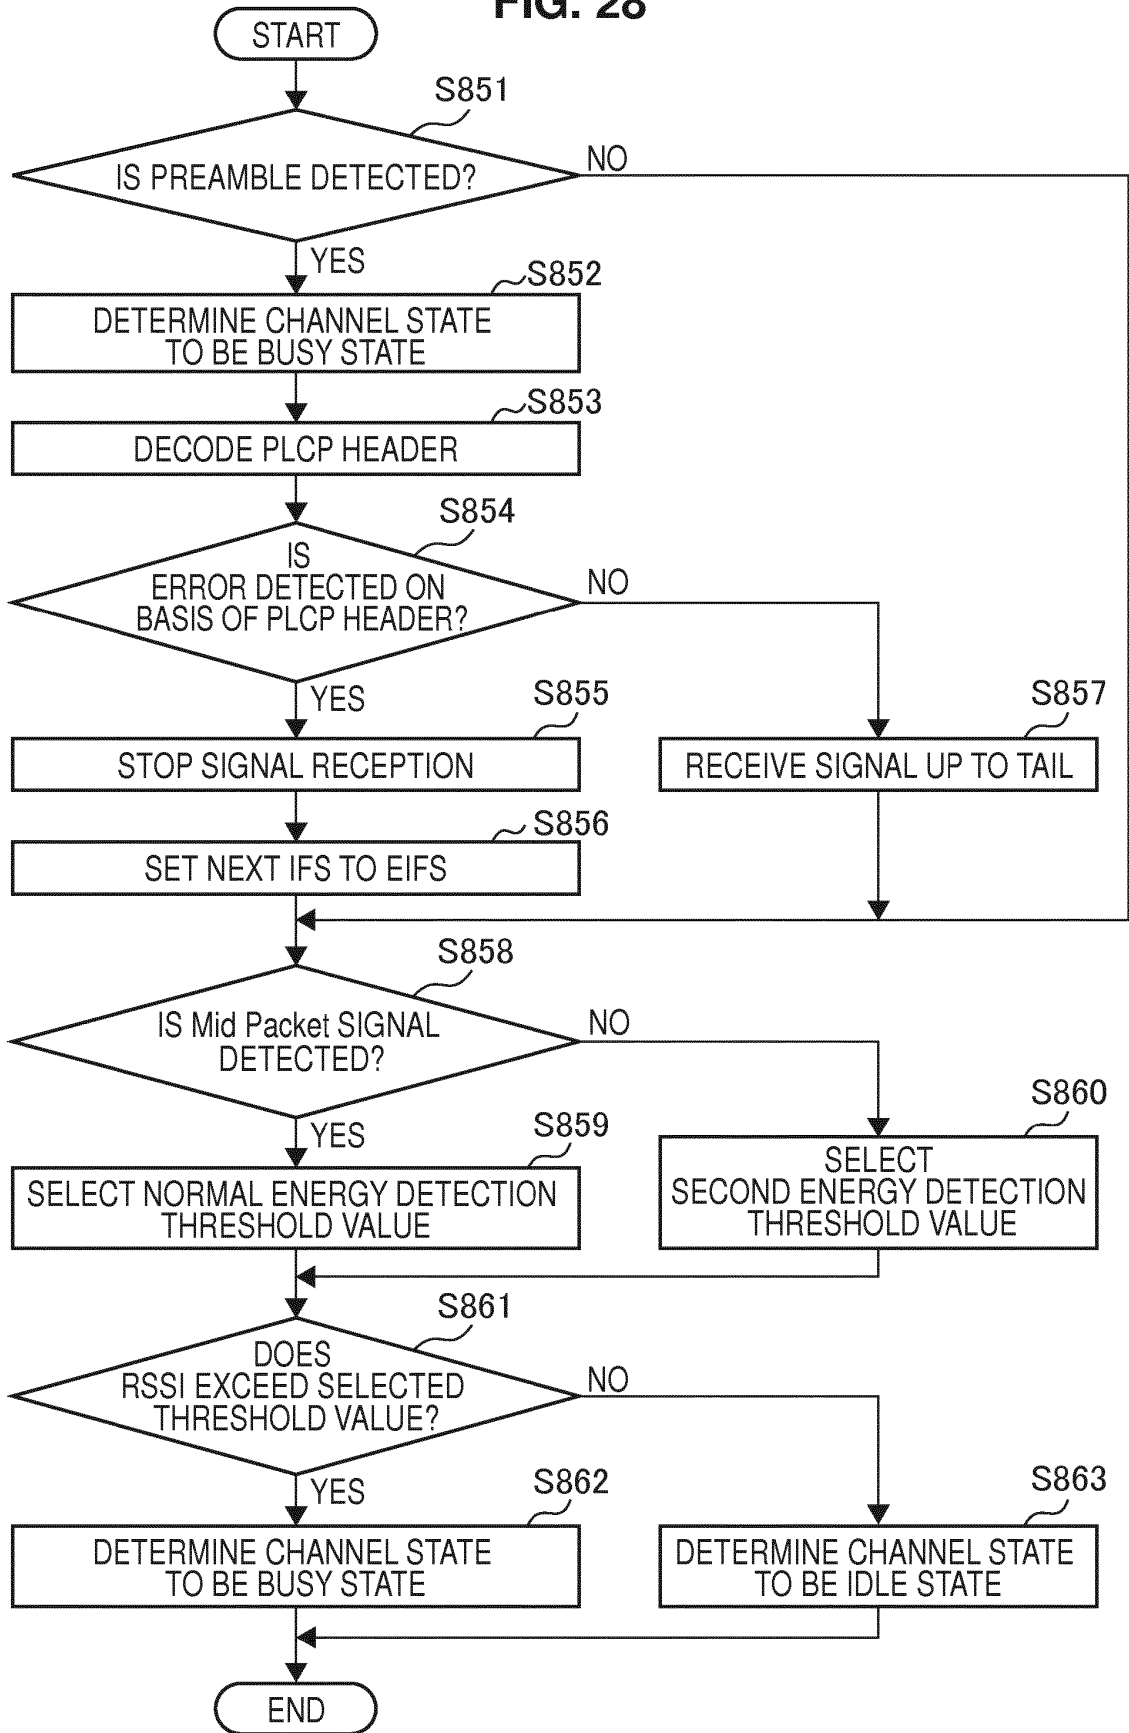 FIG. 28
START
S851
IS PREAMBLE DETECTED?
NO
YES
S852
DETERMINE CHANNEL STATE
TO BE BUSY STATE
S853
DECODE PLCP HEADER
S854
IS
ERROR DETECTED ON
BASIS OF PLCP HEADER?
NO
YES
S855
STOP SIGNAL RECEPTION
S857
RECEIVE SIGNAL UP TO TAIL
S856
SET NEXT IFS TO EIFS
S858
IS Mid Packet SIGNAL
DETECTED?
NO
YES
S859
SELECT NORMAL ENERGY DETECTION
THRESHOLD VALUE
S860
SELECT
SECOND ENERGY DETECTION
THRESHOLD VALUE
S861
DOES
RSSI EXCEED SELECTED
THRESHOLD VALUE?
NO
YES
S862
DETERMINE CHANNEL STATE
TO BE BUSY STATE
S863
DETERMINE CHANNEL STATE
TO BE IDLE STATE
END